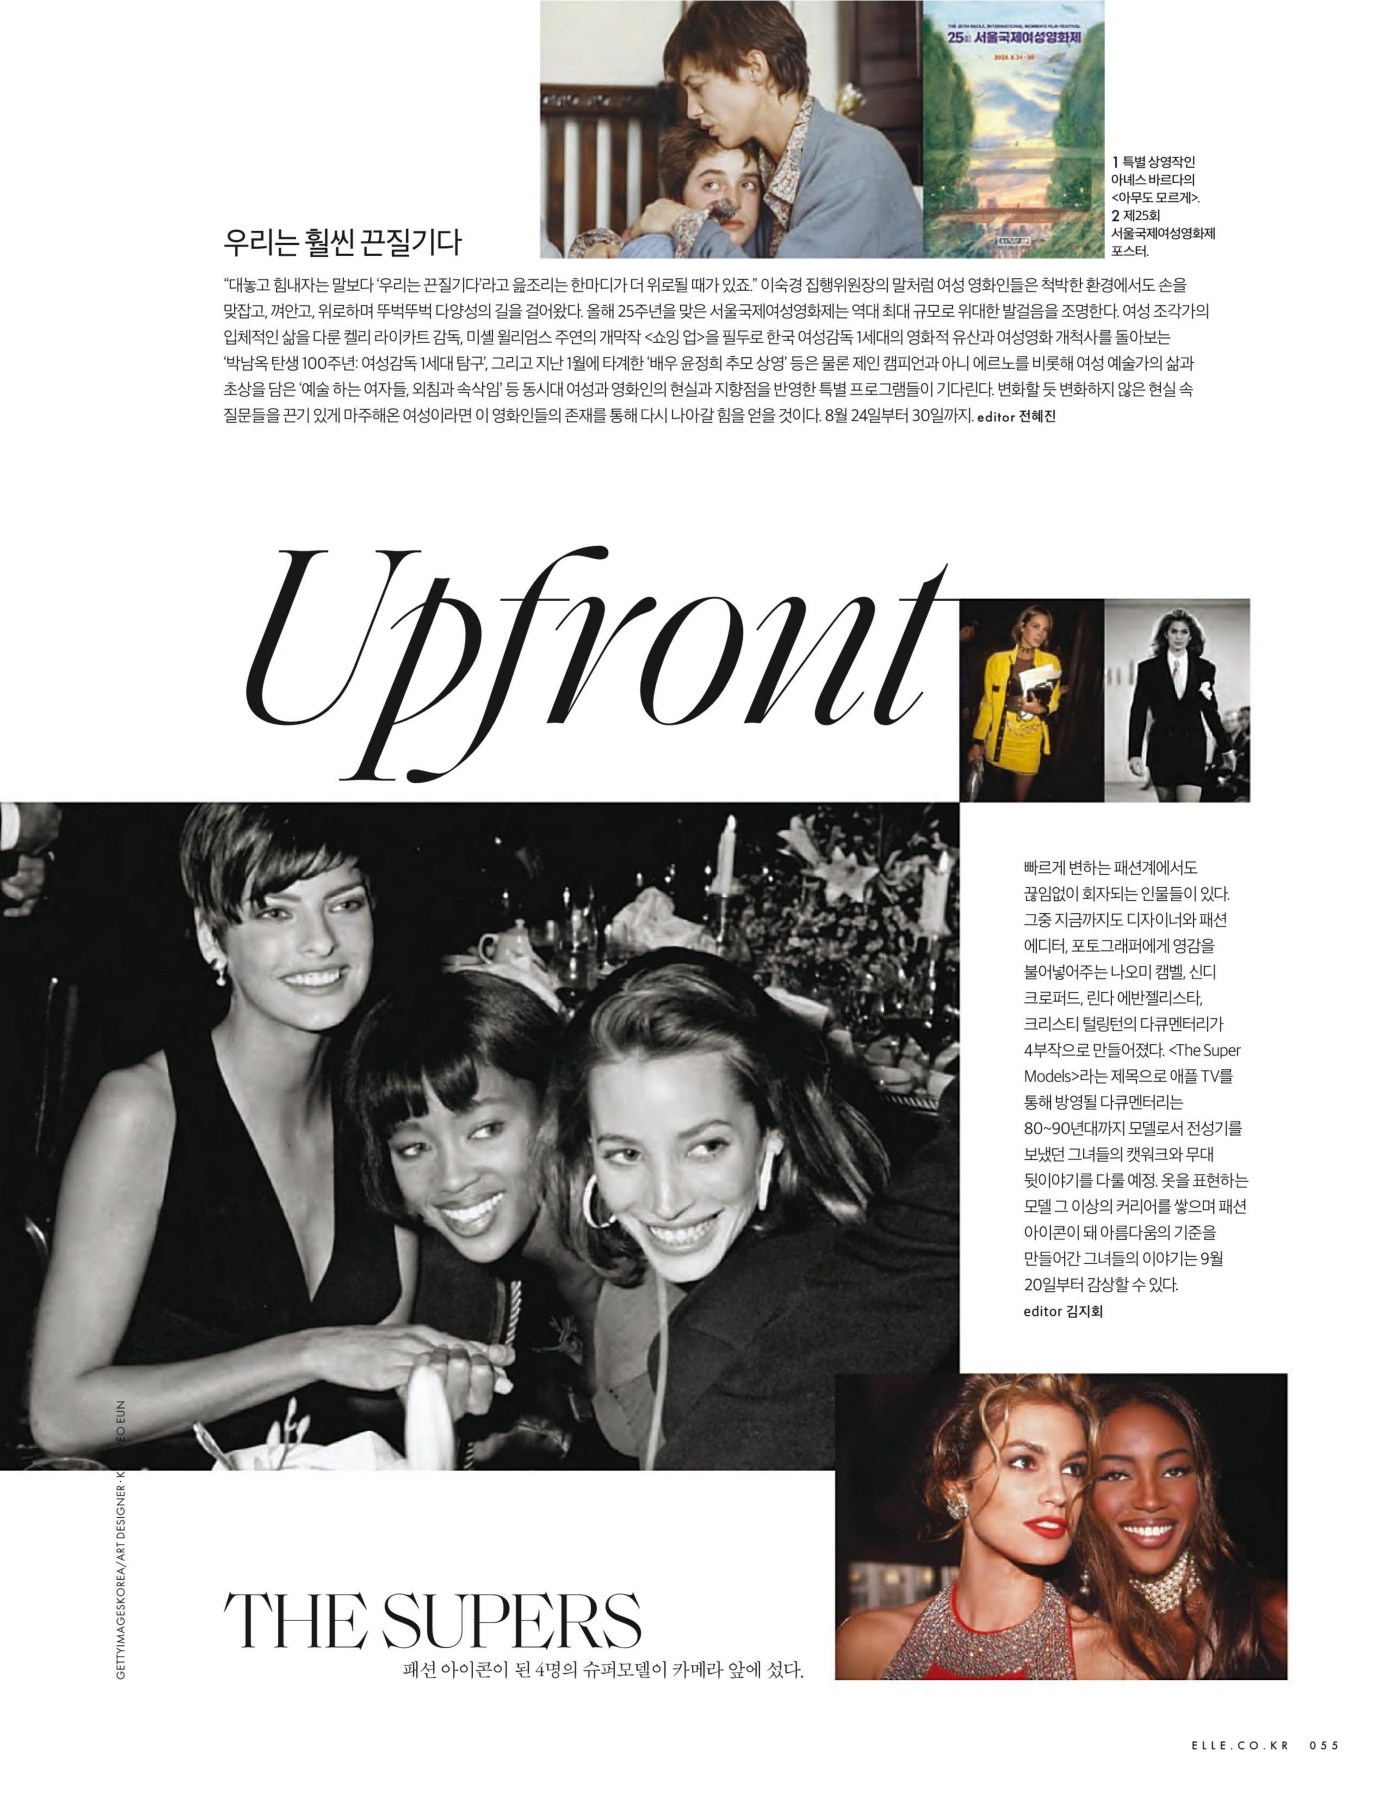 THE 25TH SEOUL INTERNATIONAL WOMEN'S FILM FESTIVAL
25회 서울국제여성영화제
2023. 8.24 - 30
1 특별 상영작인
아녜스 바르다의
<아무도 모르게>.
2 제25회
서울국제여성영화제
포스터.
우리는 훨씬 끈질기다
“대놓고 힘내자는 말보다 ‘우리는 끈질기다’라고 읊조리는 한마디가 더 위로될 때가 있죠.” 이숙경 집행위원장의 말처럼 여성 영화인들은 척박한 환경에서도 손을
맞잡고, 껴안고, 위로하며 뚜벅뚜벅 다양성의 길을 걸어왔다. 올해 25주년을 맞은 서울국제여성영화제는 역대 최대 규모로 위대한 발걸음을 조명한다. 여성 조각가의
입체적인 삶을 다룬 켈리 라이카트 감독, 미셸 윌리엄스 주연의 개막작 <쇼잉 업>을 필두로 한국 여성감독 1세대의 영화적 유산과 여성영화 개척사를 돌아보는
‘박남옥 탄생 100주년: 여성감독 1세대 탐구’, 그리고 지난 1월에 타계한 ‘배우 윤정희 추모 상영’ 등은 물론 제인 캠피언과 아니 에르노를 비롯해 여성 예술가의 삶과
초상을 담은 ‘예술 하는 여자들, 외침과 속삭임’ 등 동시대 여성과 영화인의 현실과 지향점을 반영한 특별 프로그램들이 기다린다. 변화할 듯 변화하지 않은 현실 속
질문들을 끈기 있게 마주해온 여성이라면 이 영화인들의 존재를 통해 다시 나아갈 힘을 얻을 것이다. 8월 24일부터 30일까지. editor 전혜진
Upfront
빠르게 변하는 패션계에서도
끊임없이 회자되는 인물들이 있다.
그중 지금까지도 디자이너와 패션
에디터, 포토그래퍼에게 영감을
불어넣어주는 나오미 캠벨, 신디
크로퍼드, 린다 에반젤리스타,
크리스티 털링턴의 다큐멘터리가
4부작으로 만들어졌다. <The Super
Models>라는 제목으로 애플 TV를
통해 방영될 다큐멘터리는
80~90년대까지 모델로서 전성기를
보냈던 그녀들의 캣워크와 무대
뒷이야기를 다룰 예정. 옷을 표현하는
모델 그 이상의 커리어를 쌓으며 패션
아이콘이 돼 아름다움의 기준을
만들어간 그녀들의 이야기는 9월
20일부터 감상할 수 있다.
editor 김지회
THE SUPERS
패션 아이콘이 된 4명의 슈퍼모델이 카메라 앞에 섰다.
GETTYIMAGESKOREA/ART DESIGNER · EUN
ELLE.CO.KR 055